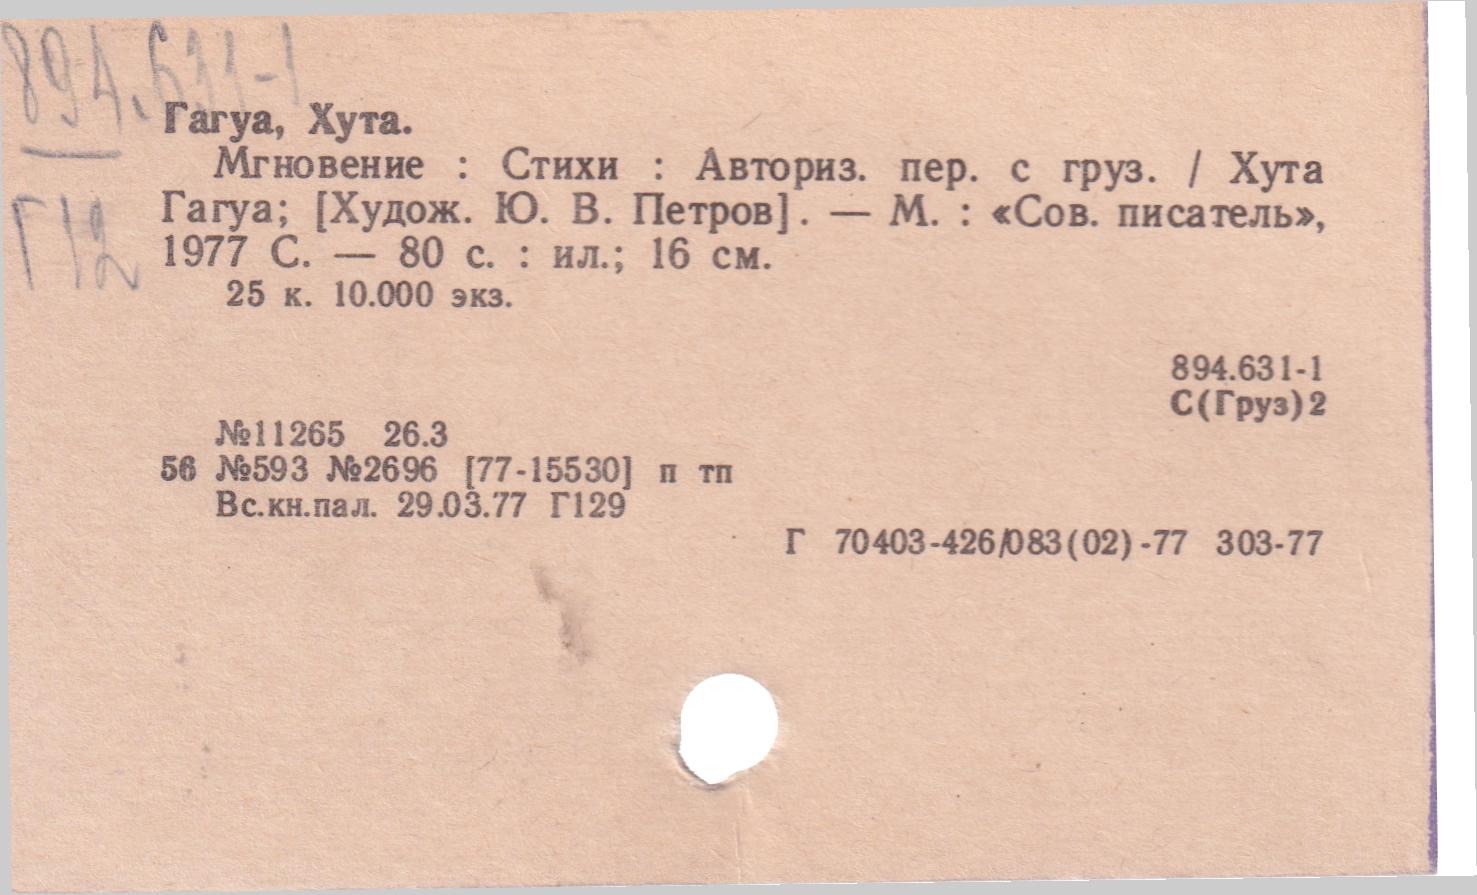 894.631-1
Г12
Гагуа, Хута.
Мгновение : Стихи : Авториз. пер. с груз. / Хута
Гагуа; [Худож. Ю. В. Петров]. — М. : «Сов. писатель»,
1977 С. — 80 с. : ил.; 16 см.
25 к. 10.000 экз.
894.631-1
С(Груз)2
№11265 26.3
56 №593 №2696 [77-15530] п тп
Вс.кн.пал. 29.03.77 Г129
Г 70403-426/083(02)-77 303-77